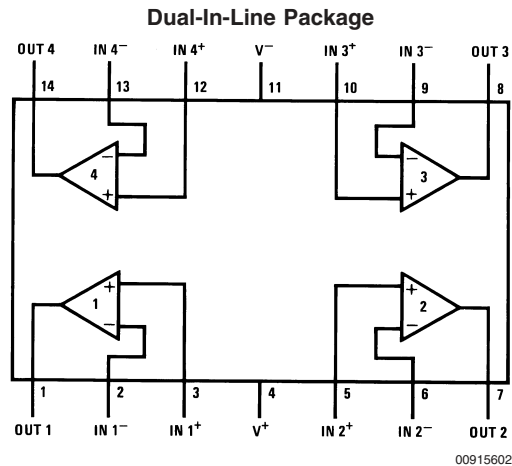 Dual-In-Line Package
OUT 4 IN 4⁻ IN 4⁺ V⁻ IN 3⁺ IN 3⁻ OUT 3
14 13 12 11 10 9 8
− −
4 3
+ +
+ +
1 2
− −
1 2 3 4 5 6 7
OUT 1 IN 1⁻ IN 1⁺ V⁺ IN 2⁺ IN 2⁻ OUT 2
00915602